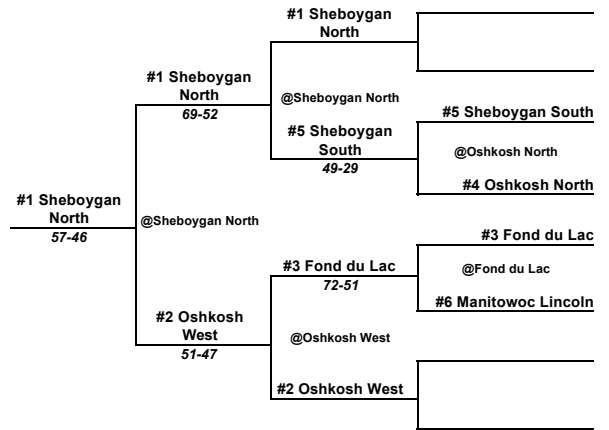 #1 Sheboygan
North
#1 Sheboygan
North
69-52
@Sheboygan North
#5 Sheboygan South
#5 Sheboygan
South
49-29
@Oshkosh North
#4 Oshkosh North
#1 Sheboygan
North
57-46
@Sheboygan North
#3 Fond du Lac
#3 Fond du Lac
72-51
@Fond du Lac
#6 Manitowoc Lincoln
#2 Oshkosh
West
51-47
@Oshkosh West
#2 Oshkosh West